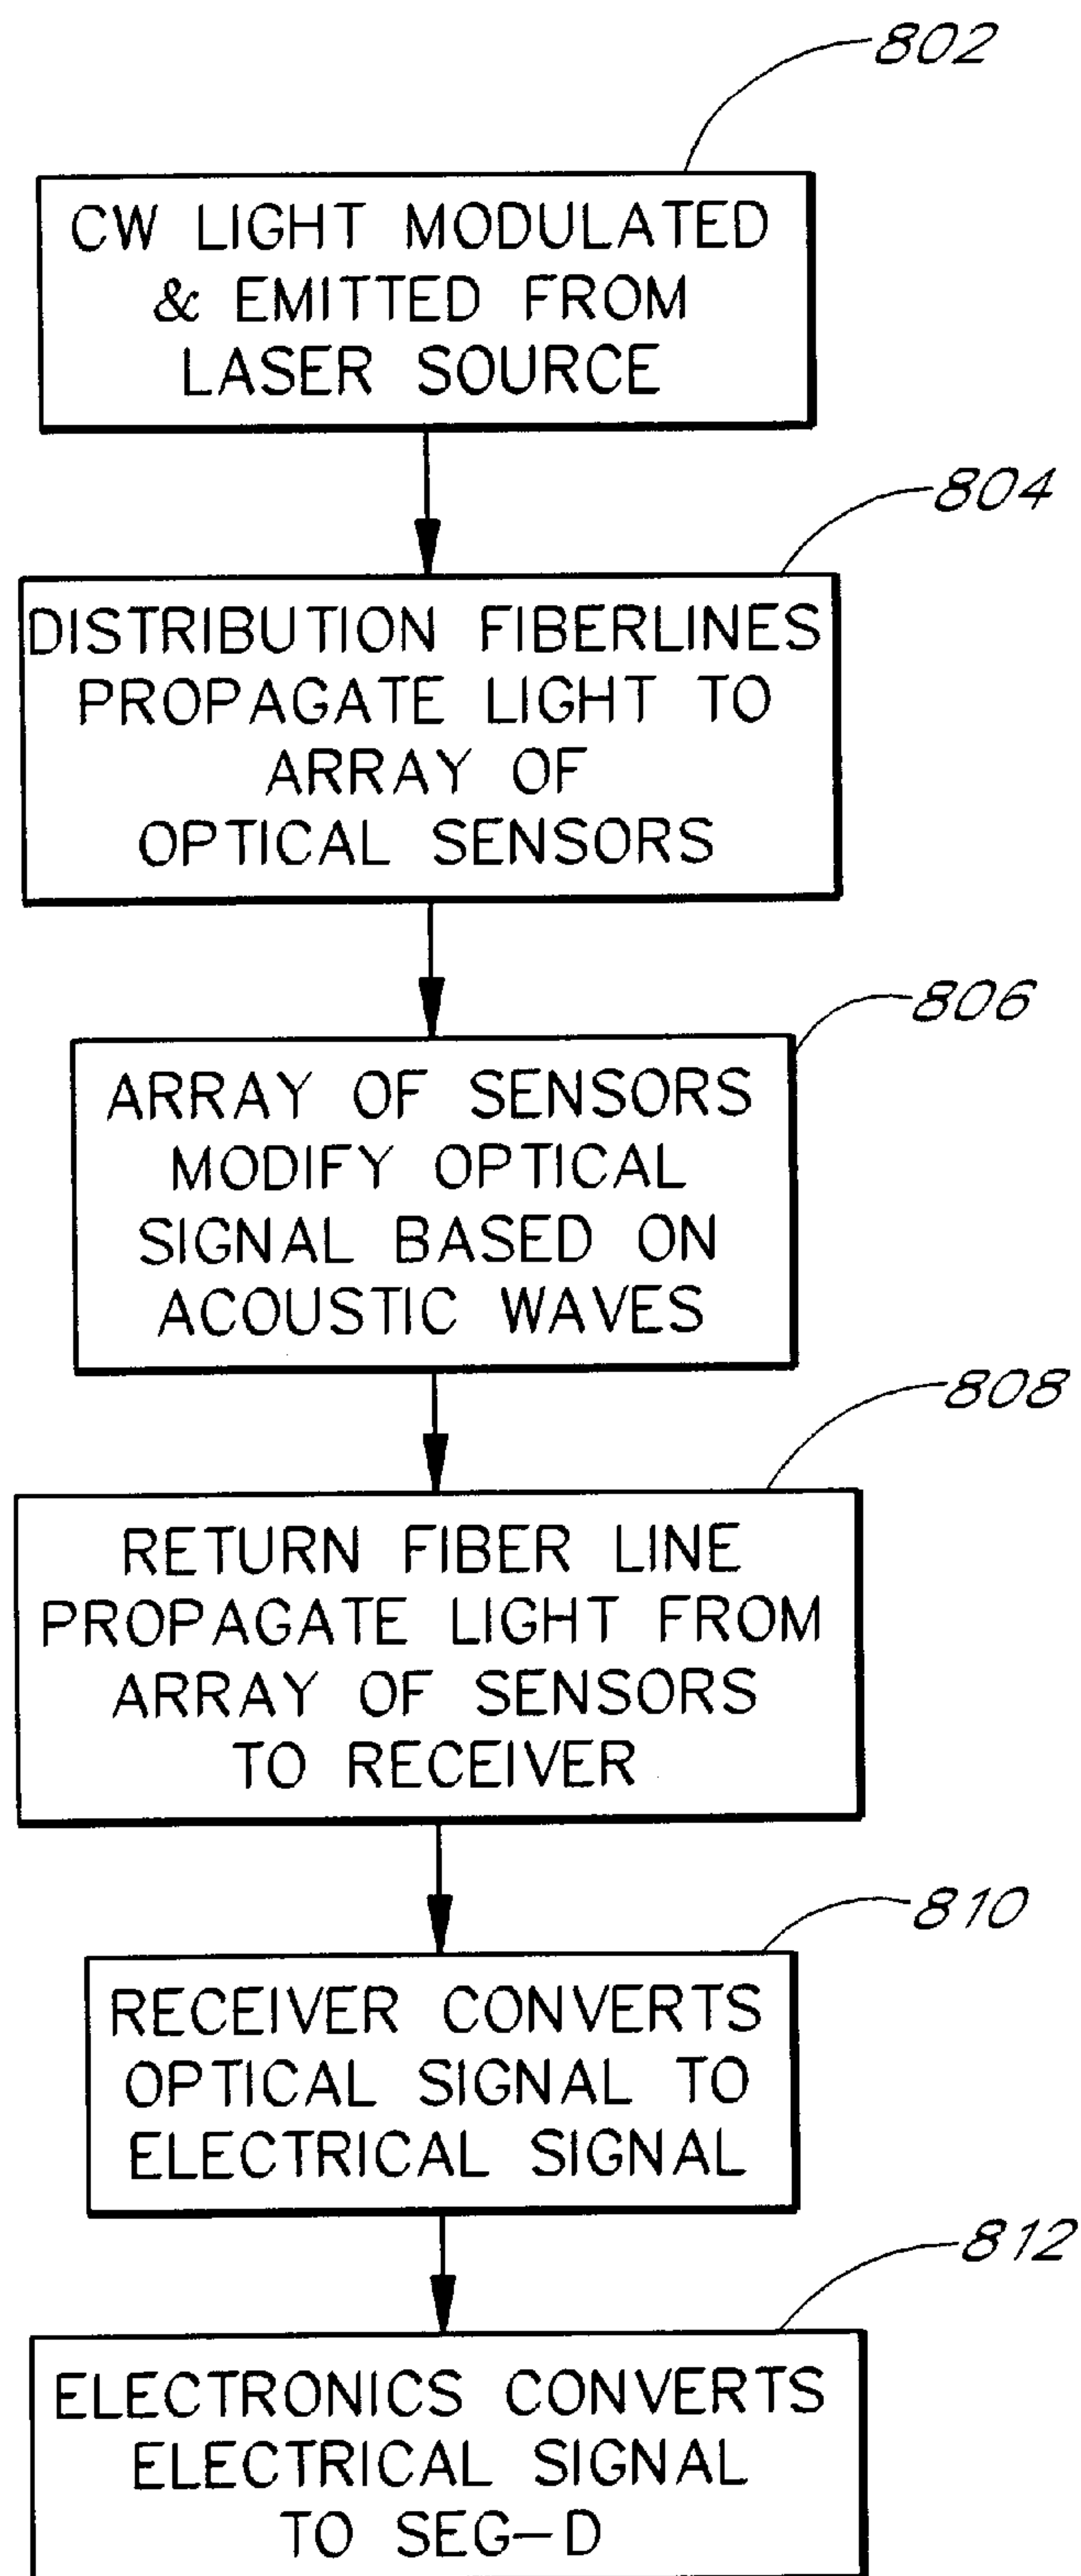 802
CW LIGHT MODULATED
& EMITTED FROM
LASER SOURCE
804
DISTRIBUTION FIBERLINES
PROPAGATE LIGHT TO
ARRAY OF
OPTICAL SENSORS
806
ARRAY OF SENSORS
MODIFY OPTICAL
SIGNAL BASED ON
ACOUSTIC WAVES
808
RETURN FIBER LINE
PROPAGATE LIGHT FROM
ARRAY OF SENSORS
TO RECEIVER
810
RECEIVER CONVERTS
OPTICAL SIGNAL TO
ELECTRICAL SIGNAL
812
ELECTRONICS CONVERTS
ELECTRICAL SIGNAL
TO SEG-D